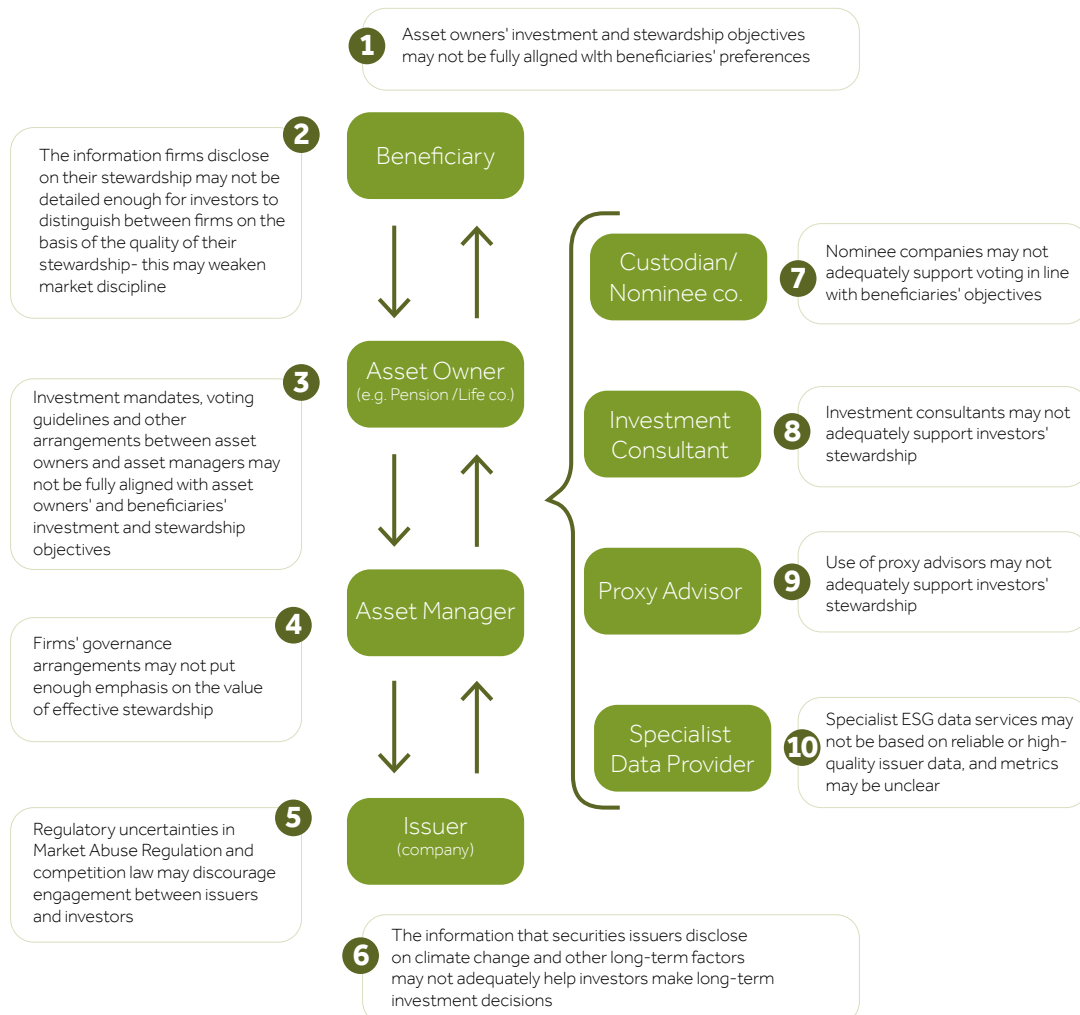 1
Asset owners' investment and stewardship objectives
may not be fully aligned with beneficiaries' preferences
2
The information firms disclose
on their stewardship may not be
detailed enough for investors to
distinguish between firms on the
basis of the quality of their
stewardship- this may weaken
market discipline
Beneficiary
Custodian/
Nominee co.
7
Nominee companies may not
adequately support voting in line
with beneficiaries' objectives
3
Investment mandates, voting
guidelines and other
arrangements between asset
owners and asset managers may
not be fully aligned with asset
owners' and beneficiaries'
investment and stewardship
objectives
Asset Owner
(e.g. Pension /Life co.)
Investment
Consultant
8
Investment consultants may not
adequately support investors'
stewardship
4
Firms' governance
arrangements may not put
enough emphasis on the value
of effective stewardship
Asset Manager
Proxy Advisor
9
Use of proxy advisors may not
adequately support investors'
stewardship
Specialist
Data Provider
10
Specialist ESG data services may
not be based on reliable or high-
quality issuer data, and metrics
may be unclear
5
Regulatory uncertainties in
Market Abuse Regulation and
competition law may discourage
engagement between issuers
and investors
Issuer
(company)
6
The information that securities issuers disclose
on climate change and other long-term factors
may not adequately help investors make long-term
investment decisions